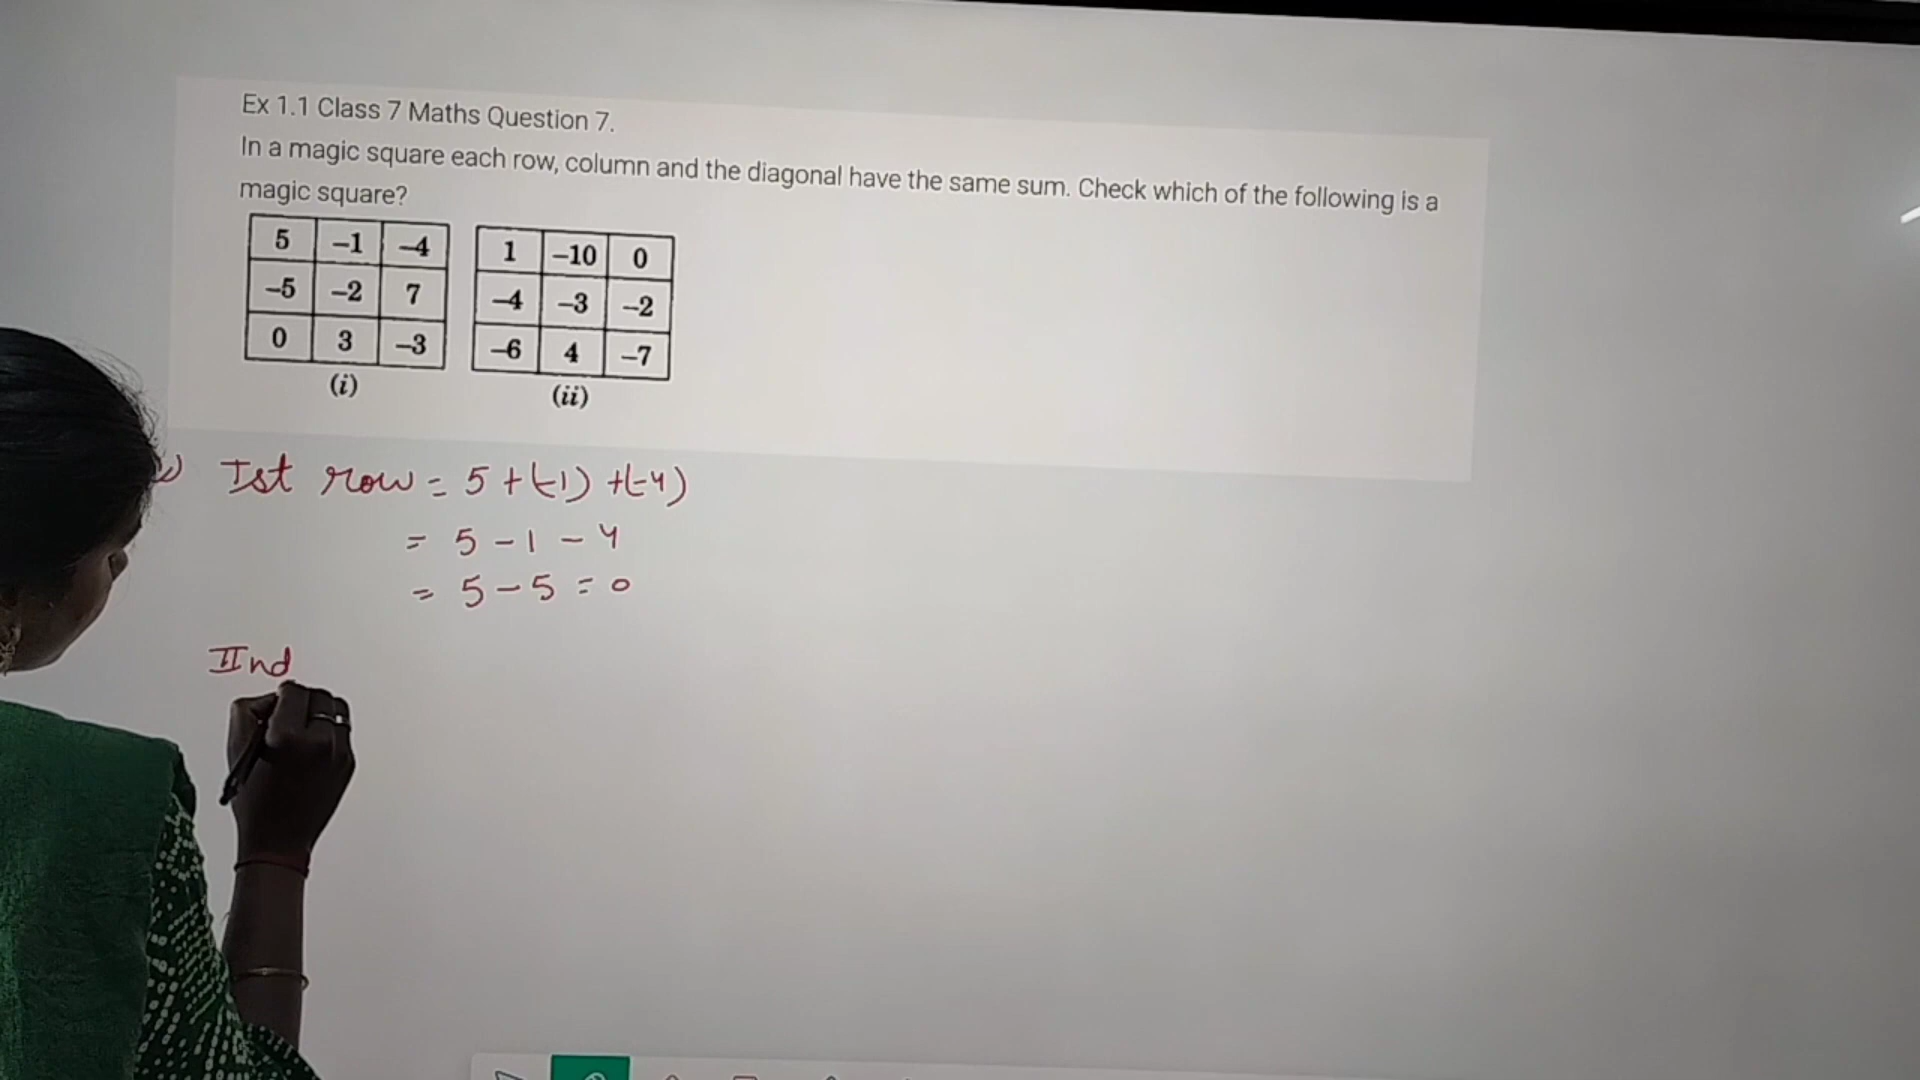 Ex 1.1 Class 7 Maths Question 7.
In a magic square each row, column and the diagonal have the same sum. Check which of the following is a
magic square?
5 -1 -4
-5 -2 7
0 3 -3
(i)
1 -10 0
-4 -3 -2
-6 4 -7
(ii)
Ist row = 5 + (-1) + (-4)
= 5 - 1 - 4
= 5 - 5 = 0
IInd